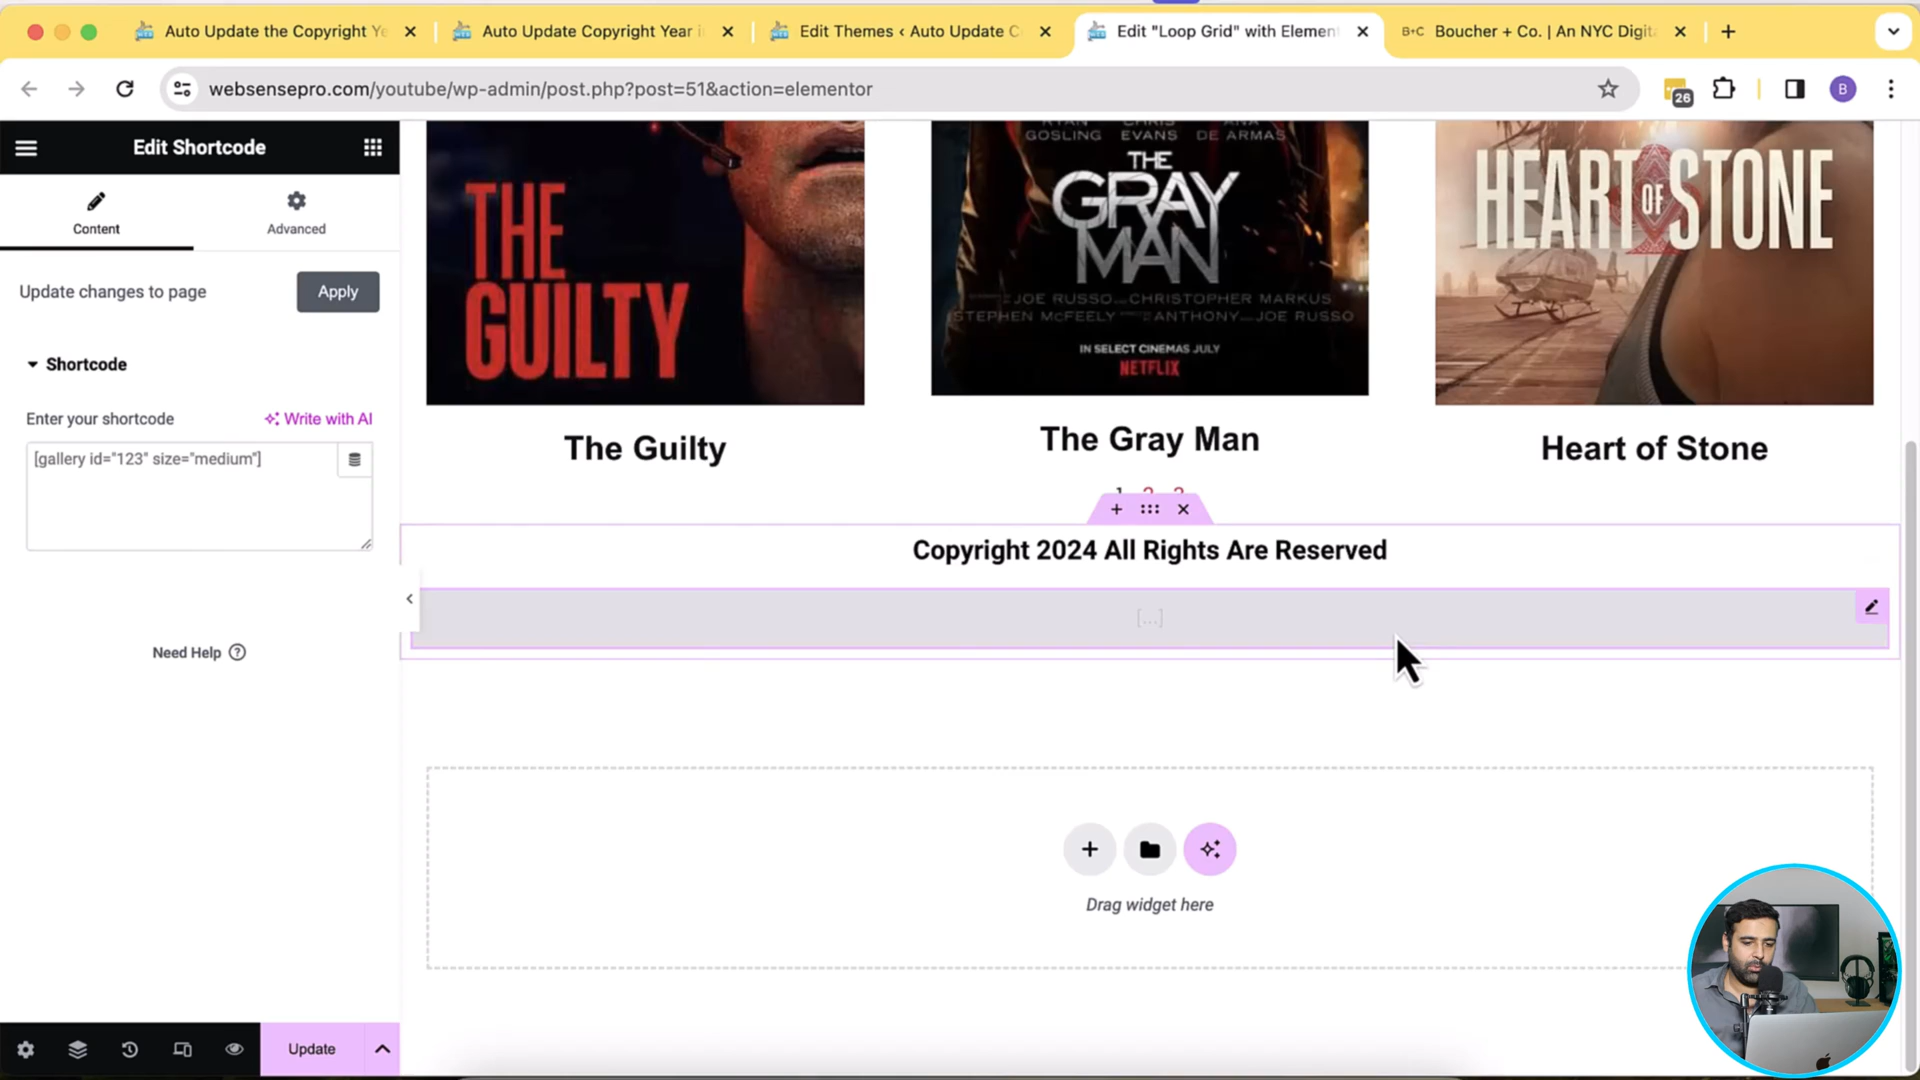 Auto Update the Copyright Ye
Auto Update Copyright Year i
Edit Themes ‹ Auto Update C
Edit "Loop Grid" with Elemen
B+C Boucher + Co. | An NYC Digita
websensepro.com/youtube/wp-admin/post.php?post=51&action=elementor
26
B
Edit Shortcode
Content
Advanced
Update changes to page
Apply
Shortcode
Enter your shortcode
Write with AI
[gallery id="123" size="medium"]
Need Help
Update
THE
GUILTY
The Guilty
GOSLING EVANS DE ARMAS
THE
GRAY
MAN
JOE RUSSO CHRISTOPHER MARKUS
STEPHEN McFEELY ANTHONY JOE RUSSO
IN SELECT CINEMAS JULY
NETFLIX
The Gray Man
HEART OF STONE
Heart of Stone
1 2 3
Copyright 2024 All Rights Are Reserved
[...]
Drag widget here